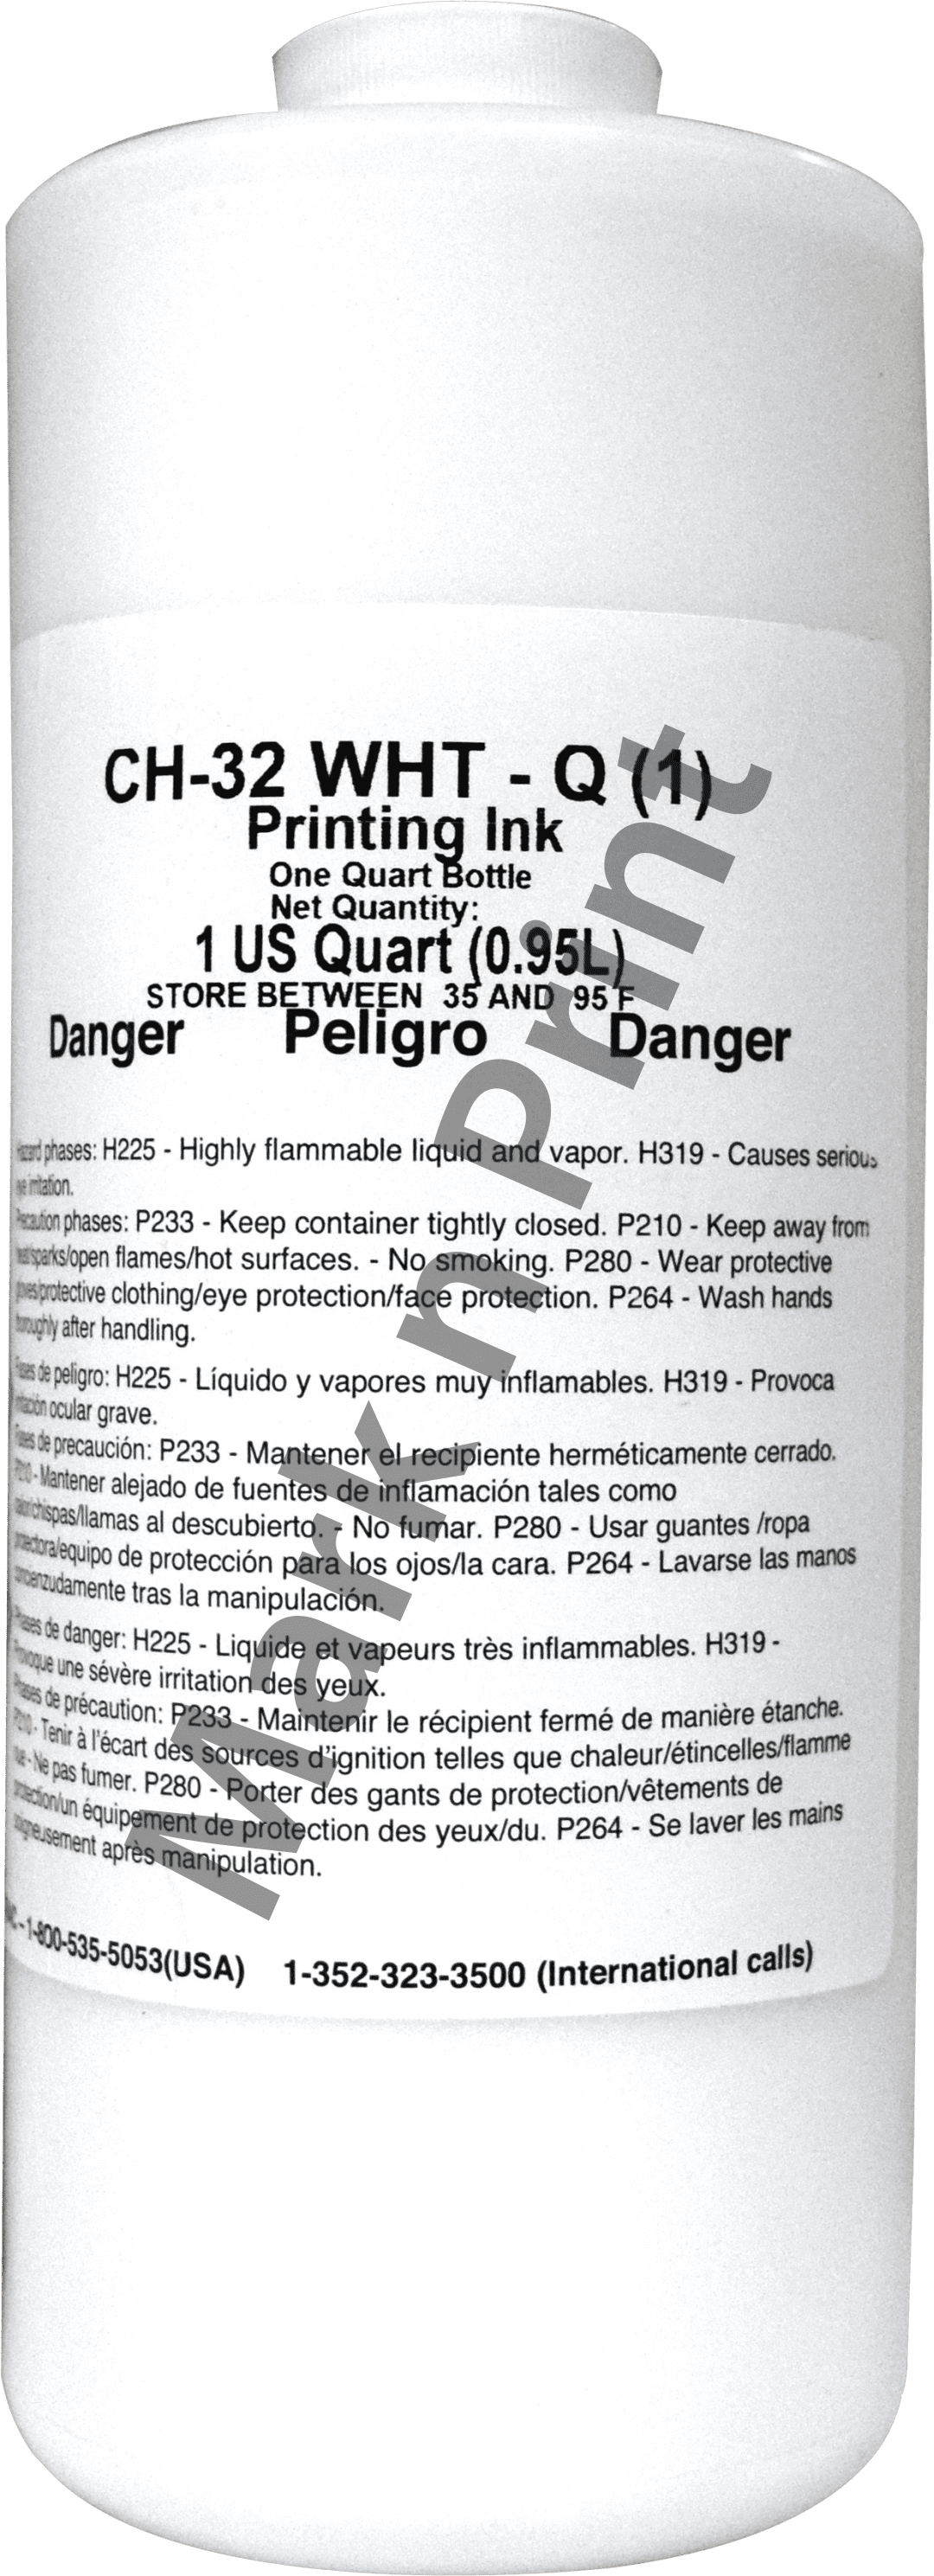 CH-32 WHT - Q (1)
Printing Ink
One Quart Bottle
Net Quantity:
1 US Quart (0.95L)
STORE BETWEEN 35 AND 95 F
Danger Peligro Danger
Hazard phases: H225 - Highly flammable liquid and vapor. H319 - Causes serious
eye irritation.
Precaution phases: P233 - Keep container tightly closed. P210 - Keep away from
heat/sparks/open flames/hot surfaces. - No smoking. P280 - Wear protective
gloves/protective clothing/eye protection/face protection. P264 - Wash hands
thoroughly after handling.
de peligro: H225 - Líquido y vapores muy inflamables. H319 - Provoca
irritación ocular grave.
de precaución: P233 - Mantener el recipiente herméticamente cerrado.
P210 - Mantener alejado de fuentes de inflamación tales como
calor/chispas/llamas al descubierto. - No fumar. P280 - Usar guantes /ropa
protectora/equipo de protección para los ojos/la cara. P264 - Lavarse las manos
concienzudamente tras la manipulación.
Phases de danger: H225 - Liquide et vapeurs très inflammables. H319 -
Provoque une sévère irritation des yeux.
Phases de précaution: P233 - Maintenir le récipient fermé de manière étanche.
P210 - Tenir à l'écart des sources d'ignition telles que chaleur/étincelles/flamme
nue - Ne pas fumer. P280 - Porter des gants de protection/vêtements de
protection/un équipement de protection des yeux/du. P264 - Se laver les mains
soigneusement après manipulation.
- 1-800-535-5053(USA) 1-352-323-3500 (International calls)
Mark n Print